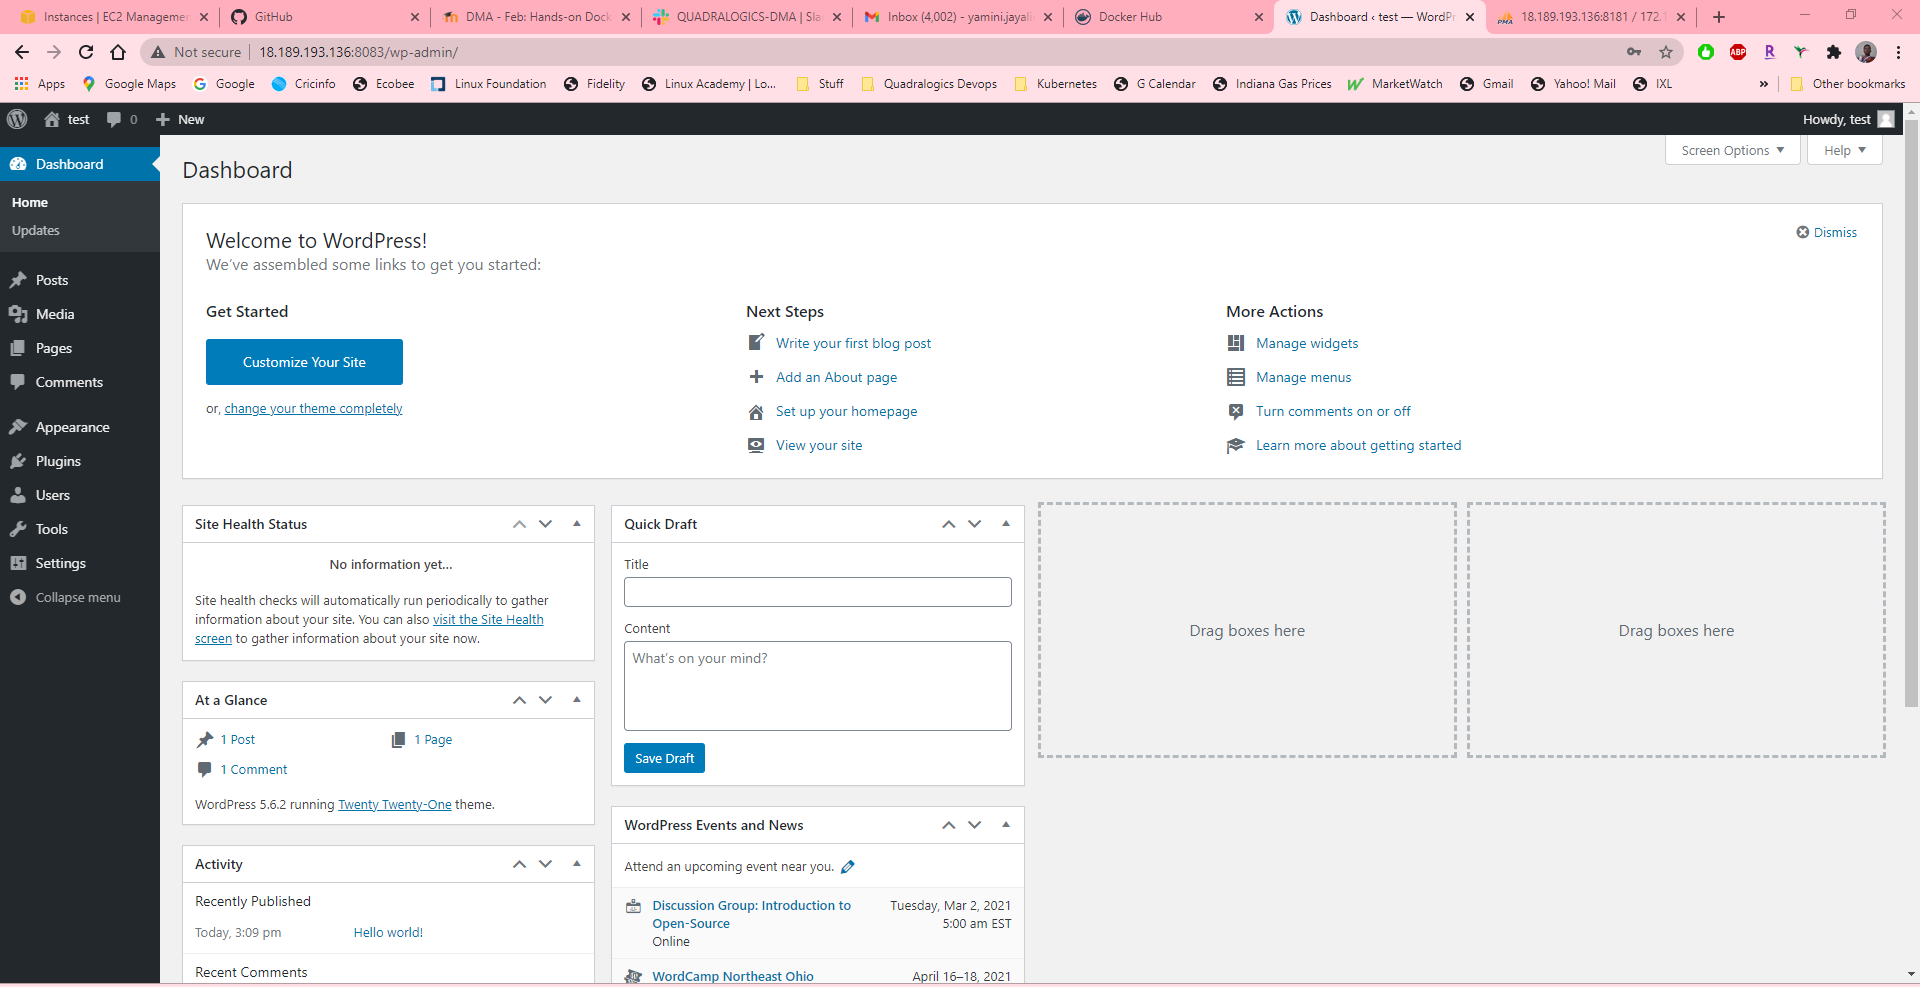 Instances | EC2 Managemen
GitHub
DMA - Feb: Hands-on Dock
QUADRALOGICS-DMA | Sla
Inbox (4,002) - yamini.jayali
Docker Hub
Dashboard ‹ test — WordPr
18.189.193.136:8181 / 172.1
Not secure
18.189.193.136:8083/wp-admin/
ABP
R
Apps
Google Maps
Google
Cricinfo
Ecobee
Linux Foundation
Fidelity
Linux Academy | Lo...
Stuff
Quadralogics Devops
Kubernetes
G Calendar
Indiana Gas Prices
MarketWatch
Gmail
Yahoo! Mail
IXL
»
Other bookmarks
test
0
New
Howdy, test
Dashboard
Home
Updates
Posts
Media
Pages
Comments
Appearance
Plugins
Users
Tools
Settings
Collapse menu
Screen Options
Help
Dashboard
Welcome to WordPress!
We've assembled some links to get you started:
Dismiss
Get Started
Customize Your Site
or, change your theme completely
Next Steps
Write your first blog post
Add an About page
Set up your homepage
View your site
More Actions
Manage widgets
Manage menus
Turn comments on or off
Learn more about getting started
Site Health Status
No information yet...
Site health checks will automatically run periodically to gather
information about your site. You can also visit the Site Health
screen to gather information about your site now.
At a Glance
1 Post
1 Page
1 Comment
WordPress 5.6.2 running Twenty Twenty-One theme.
Activity
Recently Published
Today, 3:09 pm
Hello world!
Recent Comments
Quick Draft
Title
Content
What's on your mind?
Save Draft
WordPress Events and News
Attend an upcoming event near you.
Discussion Group: Introduction to
Open-Source
Online
Tuesday, Mar 2, 2021
5:00 am EST
WordCamp Northeast Ohio
April 16–18, 2021
Drag boxes here
Drag boxes here